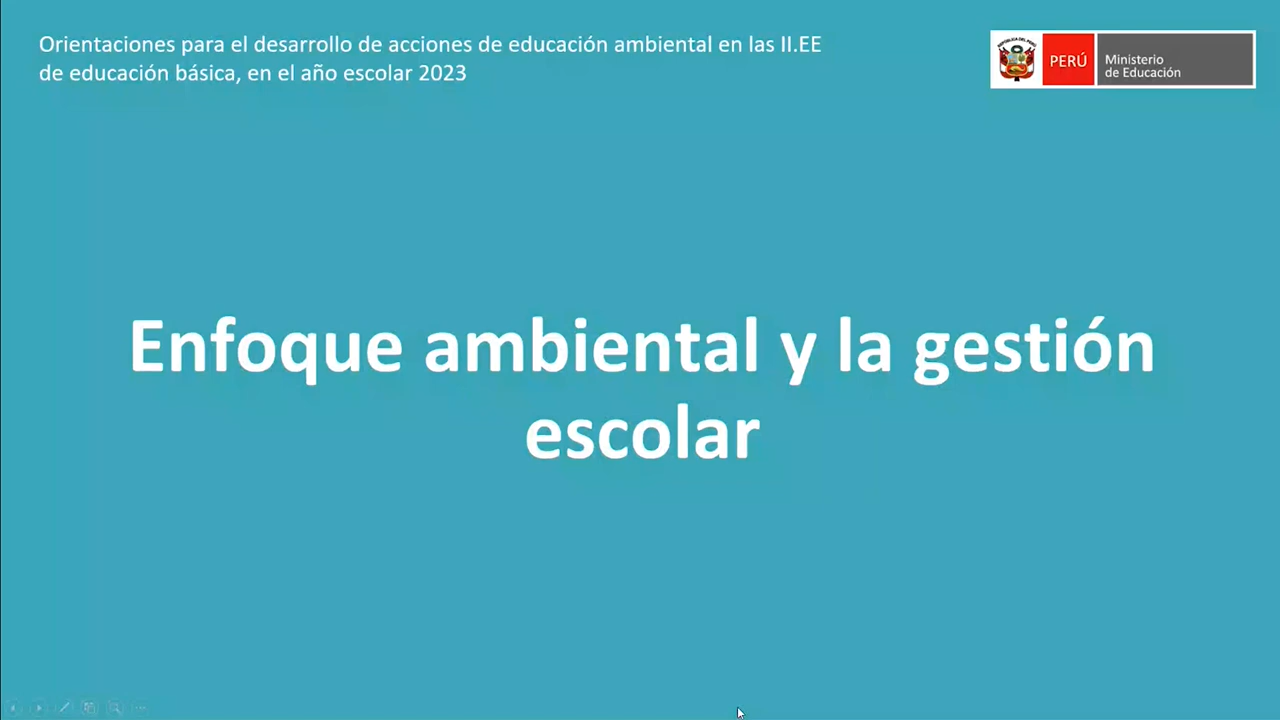 Orientaciones para el desarrollo de acciones de educación ambiental en las II.EE
de educación básica, en el año escolar 2023
PERÚ
Ministerio
de Educación
Enfoque ambiental y la gestión
escolar